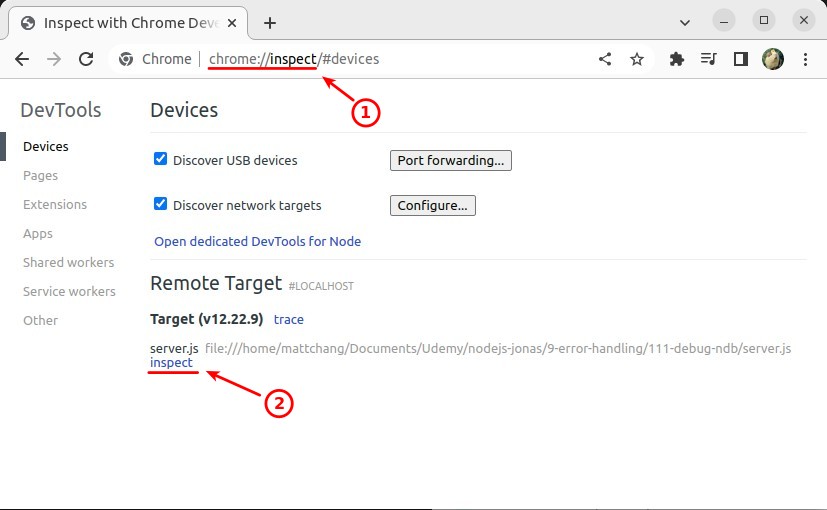 Inspect with Chrome Deve
Chrome | chrome://inspect/#devices
1
DevTools
Devices
Pages
Extensions
Apps
Shared workers
Service workers
Other
Devices
Discover USB devices Port forwarding...
Discover network targets Configure...
Open dedicated DevTools for Node
Remote Target #LOCALHOST
Target (v12.22.9) trace
server.js file:///home/mattchang/Documents/Udemy/nodejs-jonas/9-error-handling/111-debug-ndb/server.js
inspect
2